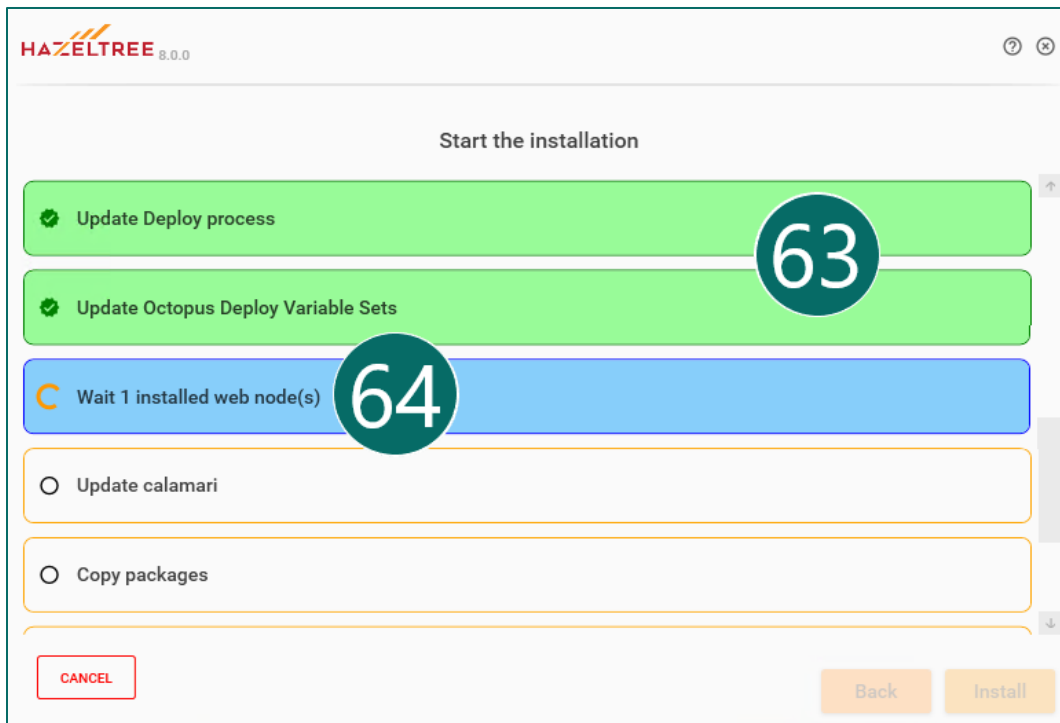 HAZELTREE 8.0.0
Start the installation
Update Deploy process
63
Update Octopus Deploy Variable Sets
Wait 1 installed web node(s)
64
Update calamari
Copy packages
CANCEL
Back
Install